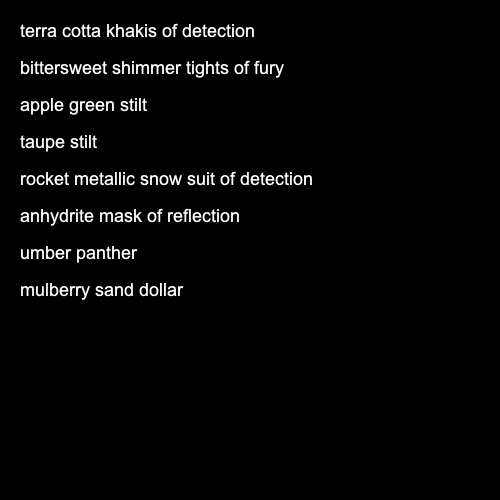 terra cotta khakis of detection
bittersweet shimmer tights of fury
apple green stilt
taupe stilt
rocket metallic snow suit of detection
anhydrite mask of reflection
umber panther
mulberry sand dollar